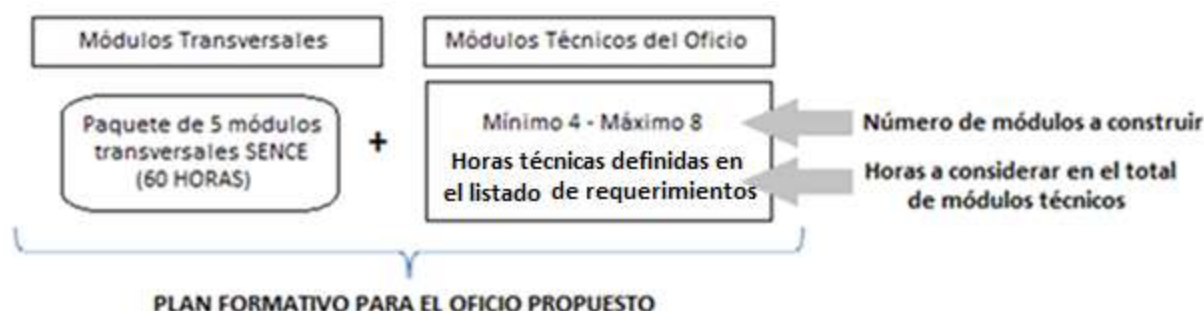 Módulos Transversales
Módulos Técnicos del Oficio
Paquete de 5 módulos
transversales SENCE
(60 HORAS)
+
Mínimo 4 - Máximo 8
Horas técnicas definidas en
el listado de requerimientos
Número de módulos a construir
Horas a considerar en el total
de módulos técnicos
PLAN FORMATIVO PARA EL OFICIO PROPUESTO